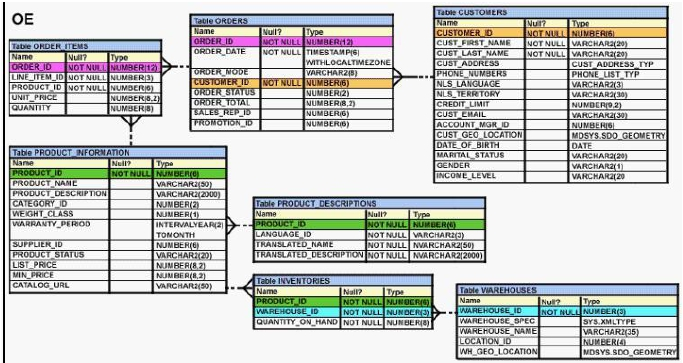 OE
Table ORDER_ITEMS
Name Null? Type
ORDER_ID NOT NULL NUMBER(12)
LINE_ITEM_ID NOT NULL NUMBER(3)
PRODUCT_ID NOT NULL NUMBER(6)
UNIT_PRICE NUMBER(8,2)
QUANTITY NUMBER(8)
Table ORDERS
Name Null? Type
ORDER_ID NOT NULL NUMBER(12)
ORDER_DATE NOT NULL TIMESTAMP(6)
WITHLOCALTIMEZONE
ORDER_MODE VARCHAR2(8)
CUSTOMER_ID NOT NULL NUMBER(6)
ORDER_STATUS NUMBER(2)
ORDER_TOTAL NUMBER(8,2)
SALES_REP_ID NUMBER(6)
PROMOTION_ID NUMBER(6)
Table CUSTOMERS
Name Null? Type
CUSTOMER_ID NOT NULL NUMBER(6)
CUST_FIRST_NAME NOT NULL VARCHAR2(20)
CUST_LAST_NAME NOT NULL VARCHAR2(20)
CUST_ADDRESS CUST_ADDRESS_TYP
PHONE_NUMBERS PHONE_LIST_TYP
NLS_LANGUAGE VARCHAR2(3)
NLS_TERRITORY VARCHAR2(30)
CREDIT_LIMIT NUMBER(9,2)
CUST_EMAIL VARCHAR2(30)
ACCOUNT_MGR_ID NUMBER(6)
CUST_GEO_LOCATION MDSYS.SDO_GEOMETRY
DATE_OF_BIRTH DATE
MARITAL_STATUS VARCHAR2(20)
GENDER VARCHAR2(1)
INCOME_LEVEL VARCHAR2(20)
Table PRODUCT_INFORMATION
Name Null? Type
PRODUCT_ID NOT NULL NUMBER(6)
PRODUCT_NAME VARCHAR2(50)
PRODUCT_DESCRIPTION VARCHAR2(2000)
CATEGORY_ID NUMBER(2)
WEIGHT_CLASS NUMBER(1)
WARRANTY_PERIOD INTERVALYEAR(2)
TOMONTH
SUPPLIER_ID NUMBER(6)
PRODUCT_STATUS VARCHAR2(20)
LIST_PRICE NUMBER(8,2)
MIN_PRICE NUMBER(8,2)
CATALOG_URL VARCHAR2(50)
Table PRODUCT_DESCRIPTIONS
Name Null? Type
PRODUCT_ID NOT NULL NUMBER(6)
LANGUAGE_ID NOT NULL VARCHAR2(3)
TRANSLATED_NAME NOT NULL NVARCHAR2(50)
TRANSLATED_DESCRIPTION NOT NULL NVARCHAR2(2000)
Table INVENTORIES
Name Null? Type
PRODUCT_ID NOT NULL NUMBER(6)
WAREHOUSE_ID NOT NULL NUMBER(3)
QUANTITY_ON_HAND NOT NULL NUMBER(8)
Table WAREHOUSES
Name Null? Type
WAREHOUSE_ID NOT NULL NUMBER(3)
WAREHOUSE_SPEC SYS.XMLTYPE
WAREHOUSE_NAME VARCHAR2(35)
LOCATION_ID NUMBER(4)
WH_GEO_LOCATION MDSYS.SDO_GEOMETRY